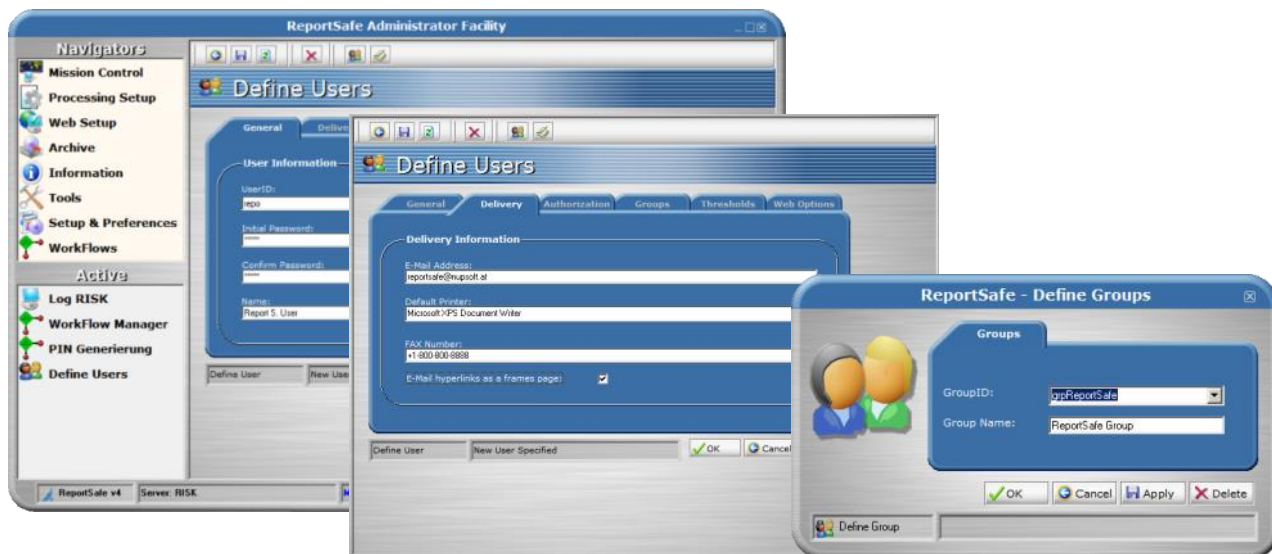 ReportSafe Administrator Facility
Navigators
Mission Control
Processing Setup
Web Setup
Archive
Information
Tools
Setup & Preferences
WorkFlows
Active
Log RISK
WorkFlow Manager
PIN Generierung
Define Users
ReportSafe v4
Server: RISK
Define Users
General
User Information
UserID:
repo
Initial Password:
Confirm Password:
Name:
Report S. User
Define User
Define Users
General Delivery Authorization Groups Thresholds Web Options
Delivery Information
E-Mail Address:
reportsafe@nupsoft.at
Default Printer:
Microsoft XPS Document Writer
FAX Number:
+1-800-800-8888
E-Mail hyperlinks as a frames page:
Define User New User Specified OK Cancel
ReportSafe - Define Groups
Groups
GroupID: grpReportSafe
Group Name: ReportSafe Group
OK Cancel Apply Delete
Define Group